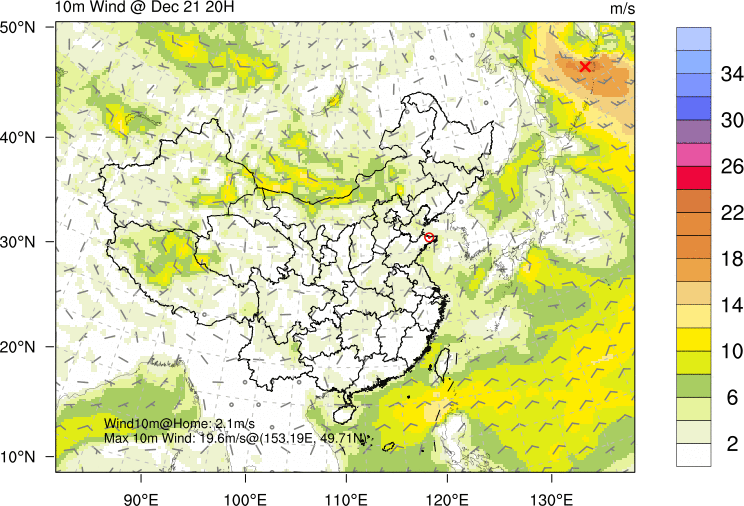 10m Wind @ Dec 21 20H
m/s
50°N
40°N
30°N
20°N
10°N
34
30
26
22
18
14
10
6
2
Wind10m@Home: 2.1m/s
Max 10m Wind: 19.6m/s@(153.19E, 49.71N)
90°E
100°E
110°E
120°E
130°E